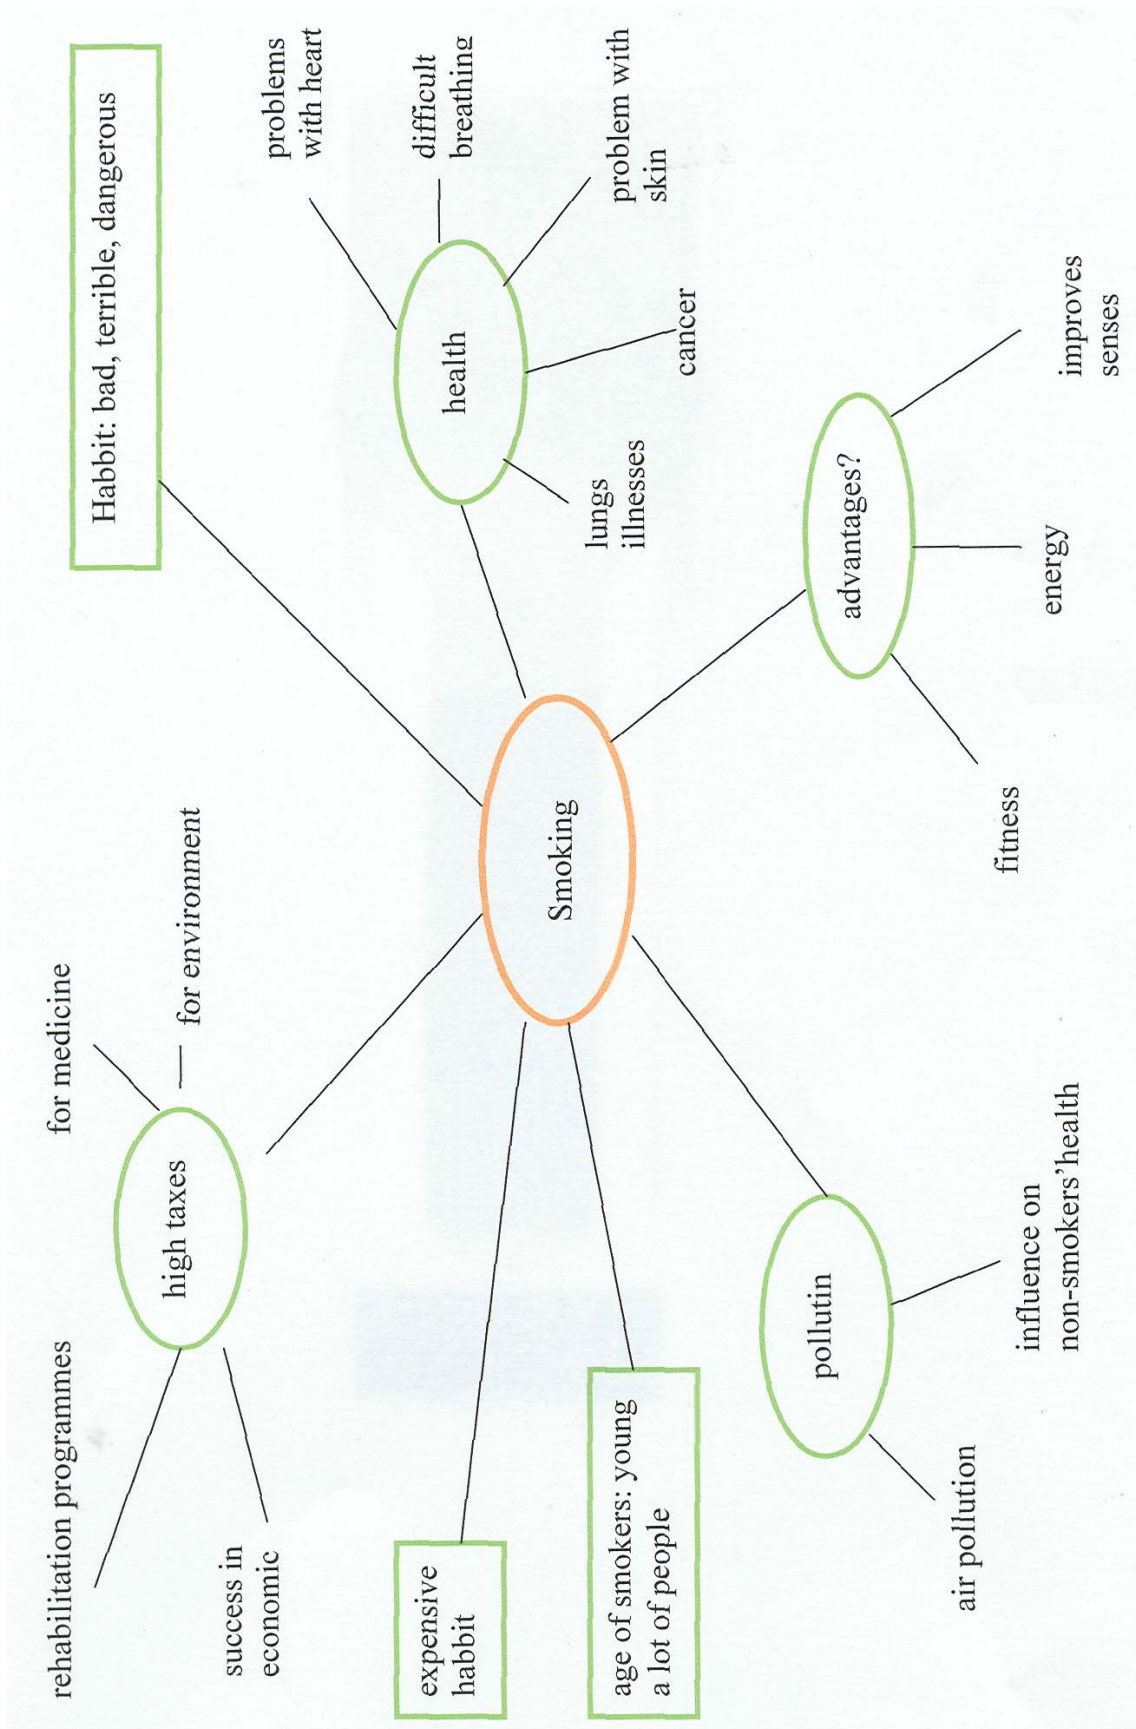 rehabilitation programmes
for medicine
high taxes
for environment
success in
economic
Habbit: bad, terrible, dangerous
problems
with heart
difficult
breathing
health
problem with
skin
cancer
lungs
illnesses
expensive
habbit
Smoking
age of smokers: young
a lot of people
pollutin
air pollution
influence on
non-smokers'health
advantages?
fitness
energy
improves
senses